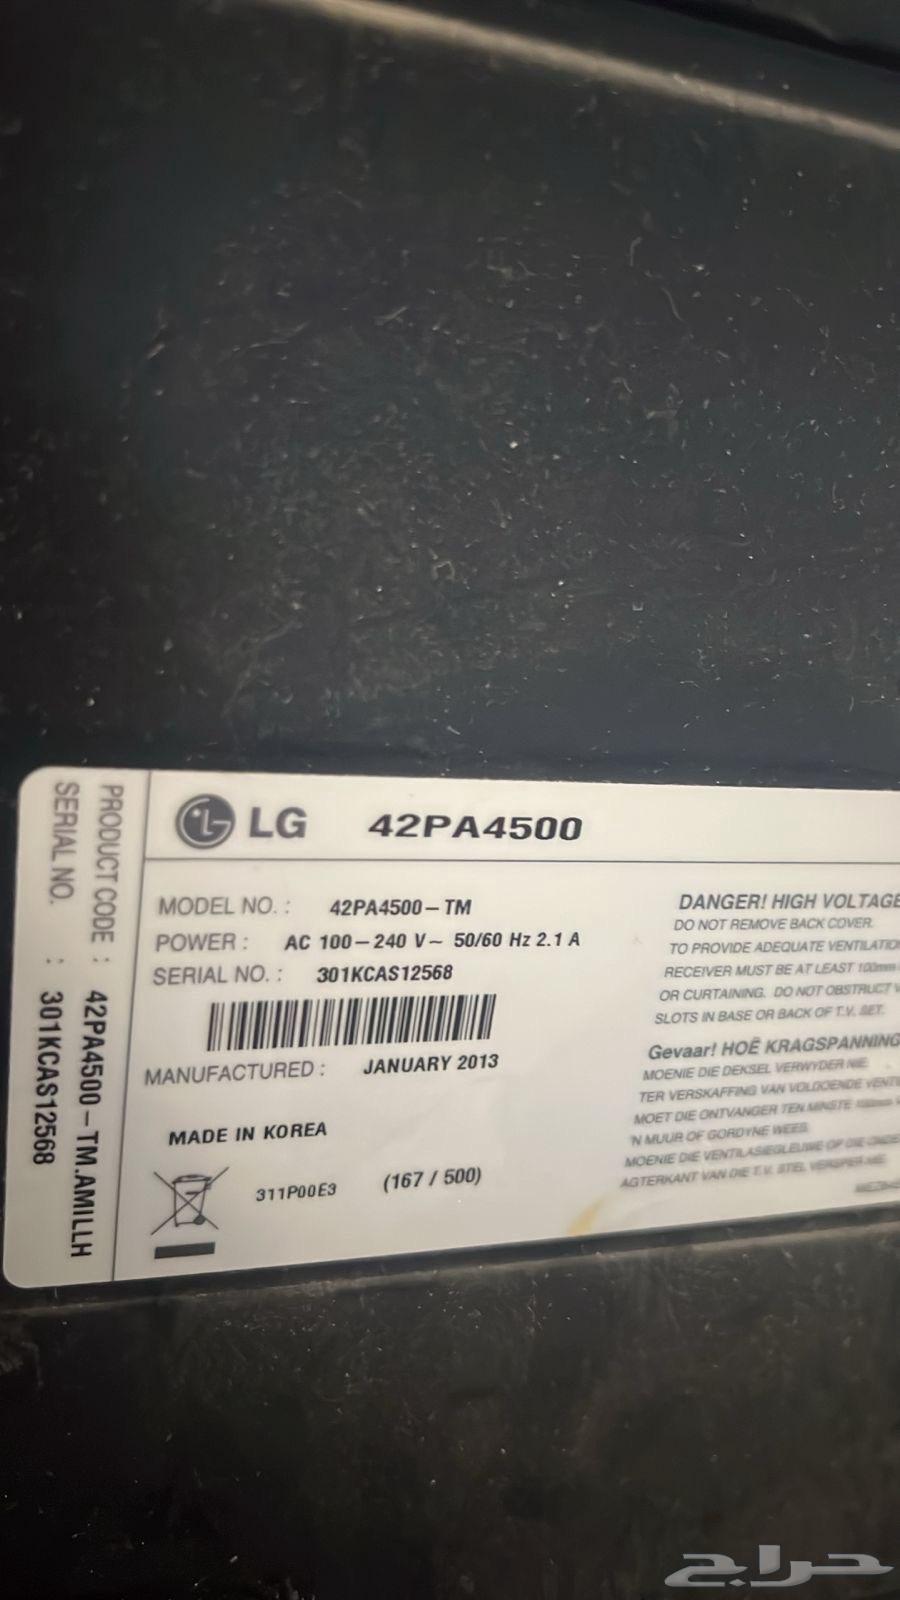 LG 42PA4500
MODEL NO. : 42PA4500-TM
POWER : AC 100-240 V~ 50/60 Hz 2.1 A
SERIAL NO. : 301KCAS12568
MANUFACTURED : JANUARY 2013
MADE IN KOREA
311P00E3 (167 / 500)
PRODUCT CODE : 42PA4500-TM.AMILLH
SERIAL NO. : 301KCAS12568
DANGER! HIGH VOLTAGE
DO NOT REMOVE BACK COVER.
TO PROVIDE ADEQUATE VENTILATION
RECEIVER MUST BE AT LEAST 100mm
OR CURTAINING. DO NOT OBSTRUCT V
SLOTS IN BASE OR BACK OF T.V. SET.
Gevaar! HOË KRAGSPANNING
MOENIE DIE DEKSEL VERWYDER NIE.
TER VERSKAFFING VAN VOLDOENDE VENTI
MOET DIE ONTVANGER TEN MINSTE 100mm
'N MUUR OF GORDYNE WEES.
MOENIE DIE VENTILASIEGLEUWE OP DIE ONDE
AGTERKANT VAN DIE T.V. STEL VERSPER NIE.
حراج